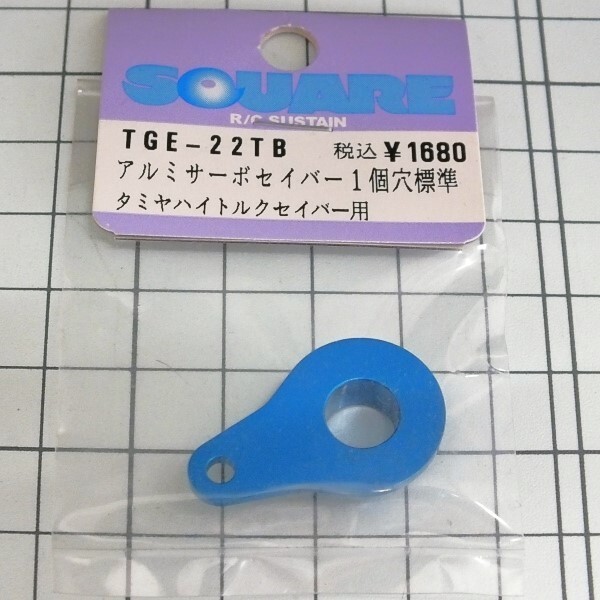 SQUARE
R/C SUSTAIN
TGE-22TB 税込 ¥1680
アルミサーボセイバー1個穴標準
タミヤハイトルクセイバー用